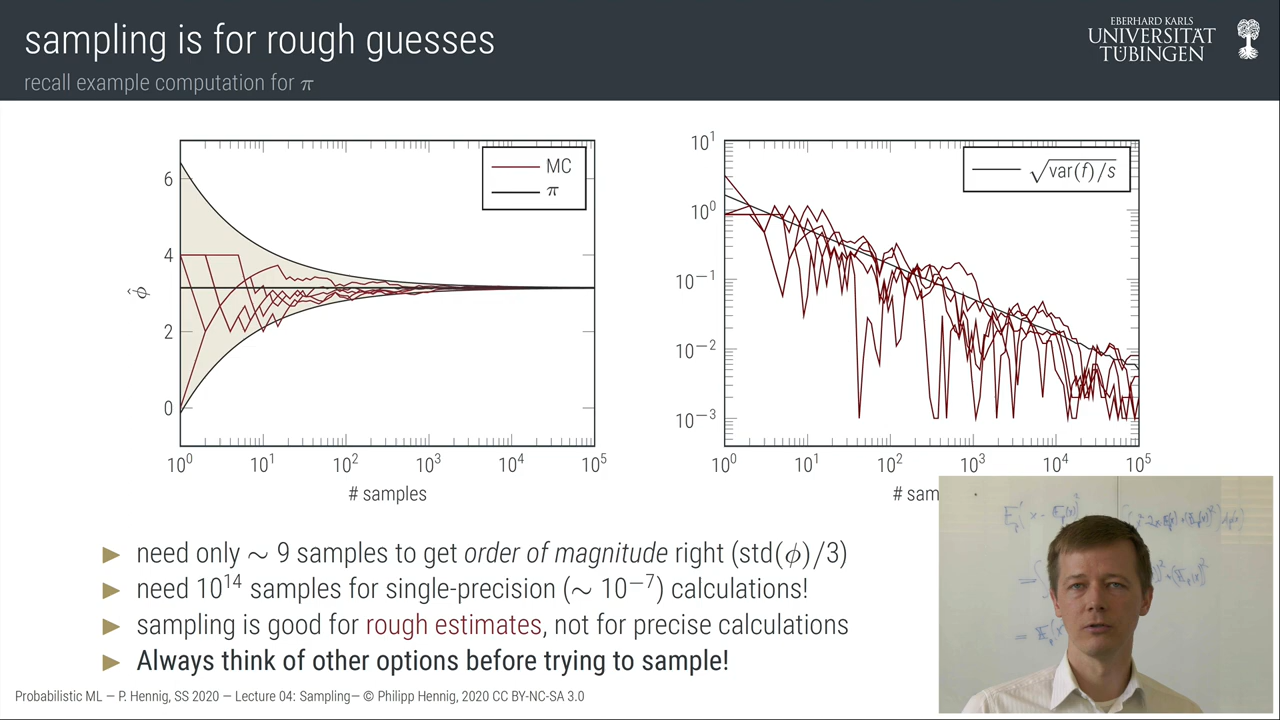 sampling is for rough guesses
recall example computation for π
EBERHARD KARLS
UNIVERSITÄT
TÜBINGEN
MC
π
6
4
2
0
ϕ̂
10⁰ 10¹ 10² 10³ 10⁴ 10⁵
# samples
√var(f)/s
10¹
10⁰
10⁻¹
10⁻²
10⁻³
10⁰ 10¹ 10² 10³ 10⁴ 10⁵
# sam
▶ need only ∼ 9 samples to get order of magnitude right (std(ϕ)/3)
▶ need 10¹⁴ samples for single-precision (∼ 10⁻⁷) calculations!
▶ sampling is good for rough estimates, not for precise calculations
▶ Always think of other options before trying to sample!
Probabilistic ML — P. Hennig, SS 2020 — Lecture 04: Sampling— © Philipp Hennig, 2020 CC BY-NC-SA 3.0